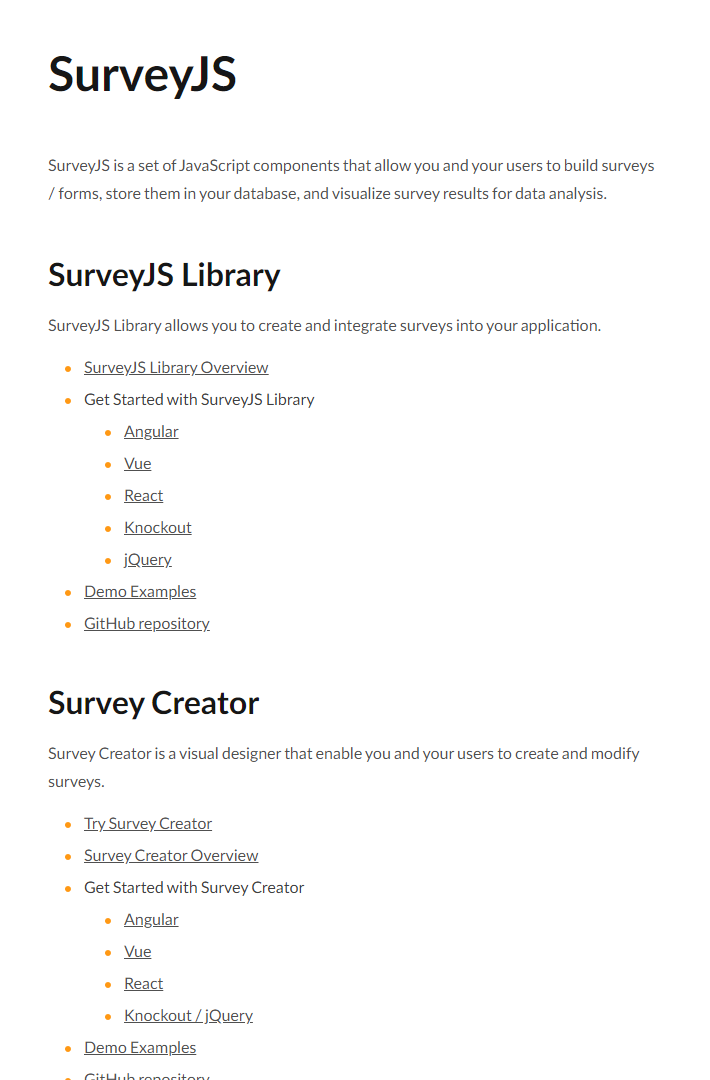 SurveyJS
SurveyJS is a set of JavaScript components that allow you and your users to build surveys
/ forms, store them in your database, and visualize survey results for data analysis.
SurveyJS Library
SurveyJS Library allows you to create and integrate surveys into your application.
SurveyJS Library Overview
Get Started with SurveyJS Library
Angular
Vue
React
Knockout
jQuery
Demo Examples
GitHub repository
Survey Creator
Survey Creator is a visual designer that enable you and your users to create and modify
surveys.
Try Survey Creator
Survey Creator Overview
Get Started with Survey Creator
Angular
Vue
React
Knockout / jQuery
Demo Examples
GitHub repository